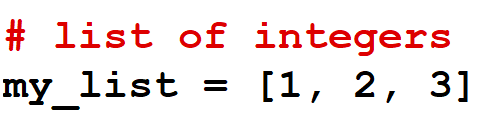 # list of integers
my_list = [1, 2, 3]